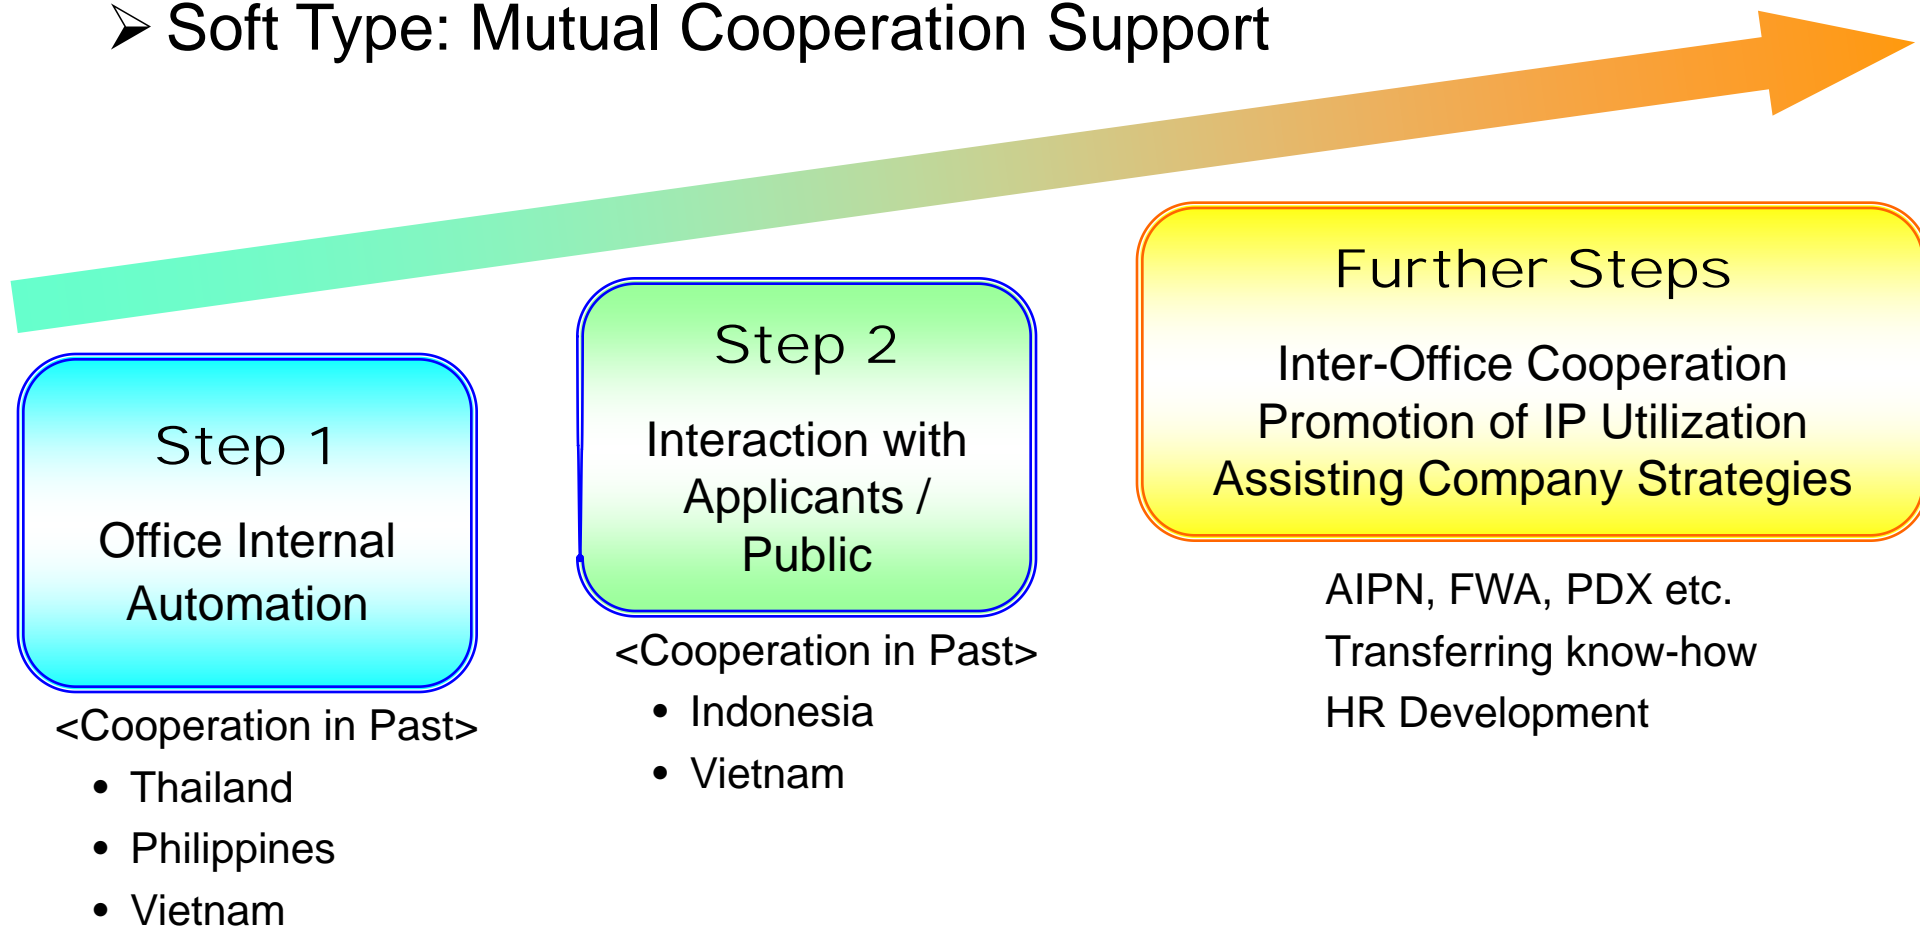 ➢ Soft Type: Mutual Cooperation Support
Step 1
Office Internal
Automation
<Cooperation in Past>
• Thailand
• Philippines
• Vietnam
Step 2
Interaction with
Applicants /
Public
<Cooperation in Past>
• Indonesia
• Vietnam
Further Steps
Inter-Office Cooperation
Promotion of IP Utilization
Assisting Company Strategies
AIPN, FWA, PDX etc.
Transferring know-how
HR Development